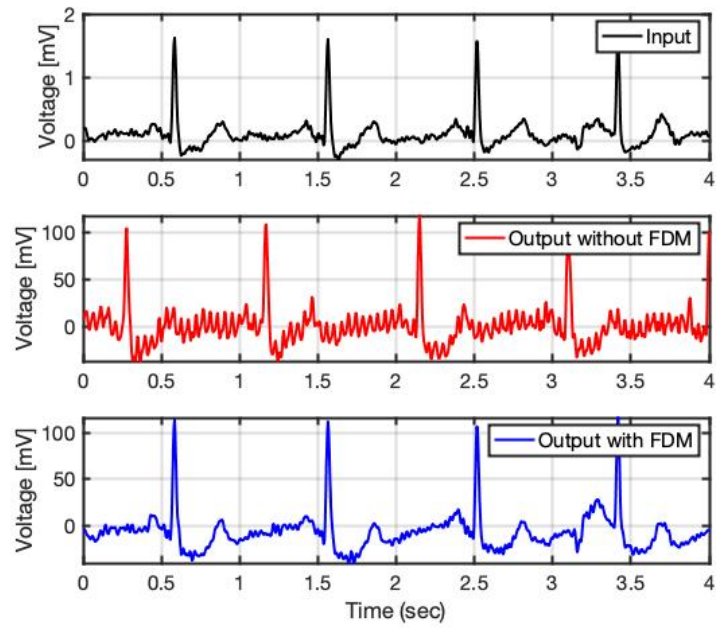 2
1
0
Voltage [mV]
Input
0 0.5 1 1.5 2 2.5 3 3.5 4
100
50
0
Voltage [mV]
Output without FDM
0 0.5 1 1.5 2 2.5 3 3.5 4
100
50
0
Voltage [mV]
Output with FDM
0 0.5 1 1.5 2 2.5 3 3.5 4
Time (sec)